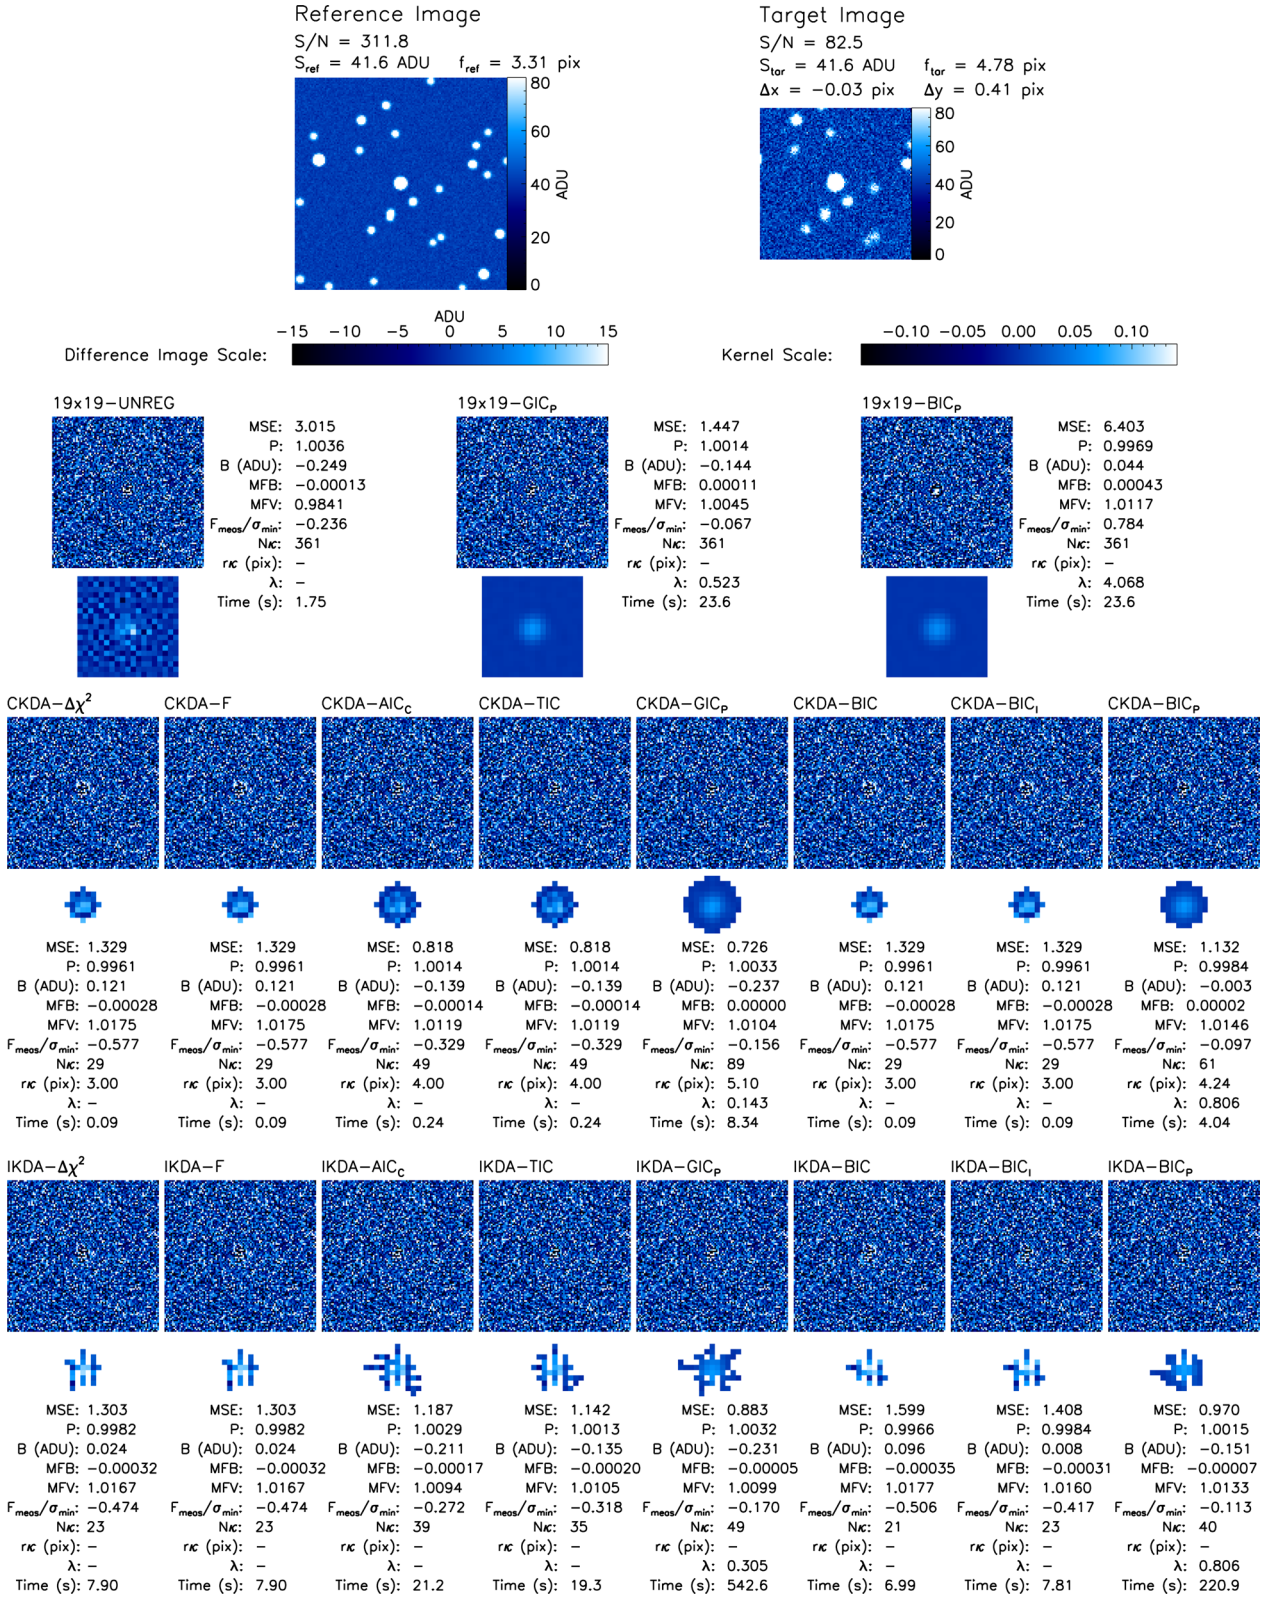 Reference Image
S/N = 311.8
S_ref = 41.6 ADU f_ref = 3.31 pix
80
60
40
20
0
ADU
Target Image
S/N = 82.5
S_tar = 41.6 ADU f_tar = 4.78 pix
Δx = −0.03 pix Δy = 0.41 pix
80
60
40
20
0
ADU
ADU
−15 −10 −5 0 5 10 15
Difference Image Scale:
−0.10 −0.05 0.00 0.05 0.10
Kernel Scale:
19x19−UNREG
MSE: 3.015
P: 1.0036
B (ADU): −0.249
MFB: −0.00013
MFV: 0.9841
F_meas/σ_min: −0.236
Nκ: 361
rκ (pix): −
λ: −
Time (s): 1.75
19x19−GIC_P
MSE: 1.447
P: 1.0014
B (ADU): −0.144
MFB: 0.00011
MFV: 1.0045
F_meas/σ_min: −0.067
Nκ: 361
rκ (pix): −
λ: 0.523
Time (s): 23.6
19x19−BIC_P
MSE: 6.403
P: 0.9969
B (ADU): 0.044
MFB: 0.00043
MFV: 1.0117
F_meas/σ_min: 0.784
Nκ: 361
rκ (pix): −
λ: 4.068
Time (s): 23.6
CKDA−Δχ² CKDA−F CKDA−AIC_C CKDA−TIC CKDA−GIC_P CKDA−BIC CKDA−BIC_I CKDA−BIC_P
MSE: 1.329 MSE: 1.329 MSE: 0.818 MSE: 0.818 MSE: 0.726 MSE: 1.329 MSE: 1.329 MSE: 1.132
P: 0.9961 P: 0.9961 P: 1.0014 P: 1.0014 P: 1.0033 P: 0.9961 P: 0.9961 P: 0.9984
B (ADU): 0.121 B (ADU): 0.121 B (ADU): −0.139 B (ADU): −0.139 B (ADU): −0.237 B (ADU): 0.121 B (ADU): 0.121 B (ADU): −0.003
MFB: −0.00028 MFB: −0.00028 MFB: −0.00014 MFB: −0.00014 MFB: 0.00000 MFB: −0.00028 MFB: −0.00028 MFB: 0.00002
MFV: 1.0175 MFV: 1.0175 MFV: 1.0119 MFV: 1.0119 MFV: 1.0104 MFV: 1.0175 MFV: 1.0175 MFV: 1.0146
F_meas/σ_min: −0.577 F_meas/σ_min: −0.577 F_meas/σ_min: −0.329 F_meas/σ_min: −0.329 F_meas/σ_min: −0.156 F_meas/σ_min: −0.577 F_meas/σ_min: −0.577 F_meas/σ_min: −0.097
Nκ: 29 Nκ: 29 Nκ: 49 Nκ: 49 Nκ: 89 Nκ: 29 Nκ: 29 Nκ: 61
rκ (pix): 3.00 rκ (pix): 3.00 rκ (pix): 4.00 rκ (pix): 4.00 rκ (pix): 5.10 rκ (pix): 3.00 rκ (pix): 3.00 rκ (pix): 4.24
λ: − λ: − λ: − λ: − λ: 0.143 λ: − λ: − λ: 0.806
Time (s): 0.09 Time (s): 0.09 Time (s): 0.24 Time (s): 0.24 Time (s): 8.34 Time (s): 0.09 Time (s): 0.09 Time (s): 4.04
IKDA−Δχ² IKDA−F IKDA−AIC_C IKDA−TIC IKDA−GIC_P IKDA−BIC IKDA−BIC_I IKDA−BIC_P
MSE: 1.303 MSE: 1.303 MSE: 1.187 MSE: 1.142 MSE: 0.883 MSE: 1.599 MSE: 1.408 MSE: 0.970
P: 0.9982 P: 0.9982 P: 1.0029 P: 1.0013 P: 1.0032 P: 0.9966 P: 0.9984 P: 1.0015
B (ADU): 0.024 B (ADU): 0.024 B (ADU): −0.211 B (ADU): −0.135 B (ADU): −0.231 B (ADU): 0.096 B (ADU): 0.008 B (ADU): −0.151
MFB: −0.00032 MFB: −0.00032 MFB: −0.00017 MFB: −0.00020 MFB: −0.00005 MFB: −0.00035 MFB: −0.00031 MFB: −0.00007
MFV: 1.0167 MFV: 1.0167 MFV: 1.0094 MFV: 1.0105 MFV: 1.0099 MFV: 1.0177 MFV: 1.0160 MFV: 1.0133
F_meas/σ_min: −0.474 F_meas/σ_min: −0.474 F_meas/σ_min: −0.272 F_meas/σ_min: −0.318 F_meas/σ_min: −0.170 F_meas/σ_min: −0.506 F_meas/σ_min: −0.417 F_meas/σ_min: −0.113
Nκ: 23 Nκ: 23 Nκ: 39 Nκ: 35 Nκ: 49 Nκ: 21 Nκ: 23 Nκ: 40
rκ (pix): − rκ (pix): − rκ (pix): − rκ (pix): − rκ (pix): − rκ (pix): − rκ (pix): − rκ (pix): −
λ: − λ: − λ: − λ: − λ: 0.305 λ: − λ: − λ: 0.806
Time (s): 7.90 Time (s): 7.90 Time (s): 21.2 Time (s): 19.3 Time (s): 542.6 Time (s): 6.99 Time (s): 7.81 Time (s): 220.9